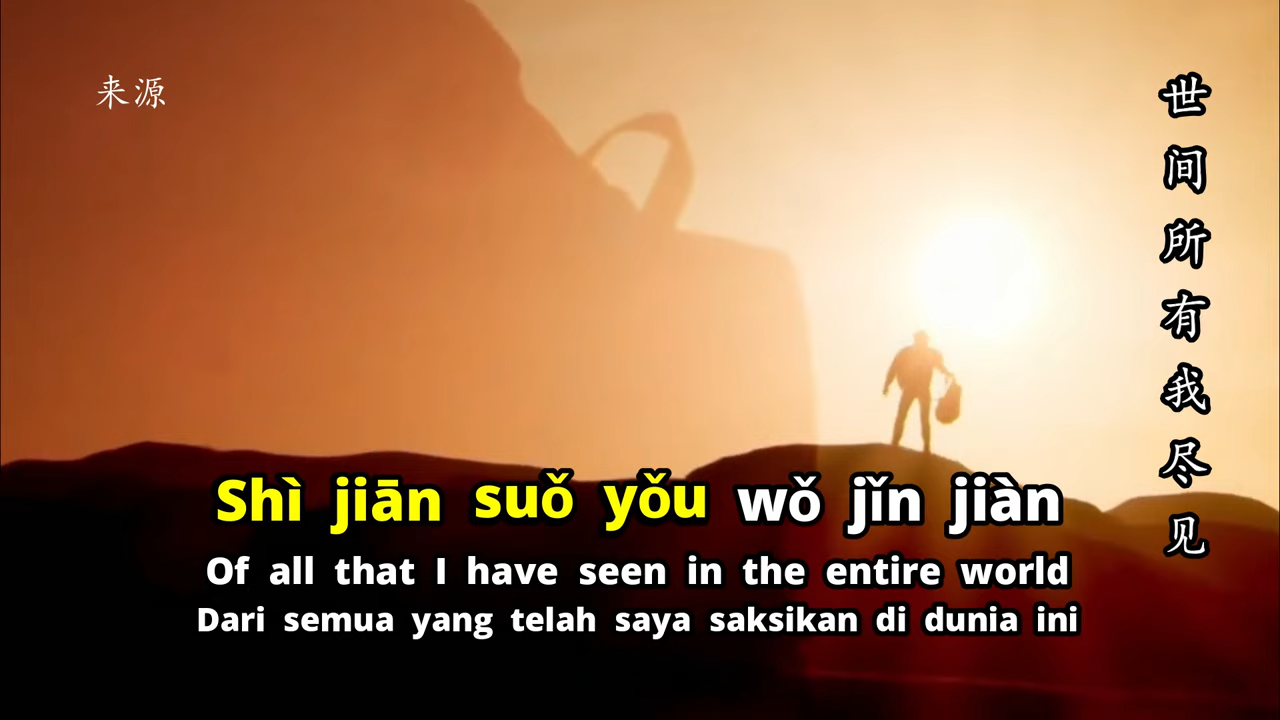 来源
世间所有我尽见
Shì jiān suǒ yǒu wǒ jǐn jiàn
Of all that I have seen in the entire world
Dari semua yang telah saya saksikan di dunia ini